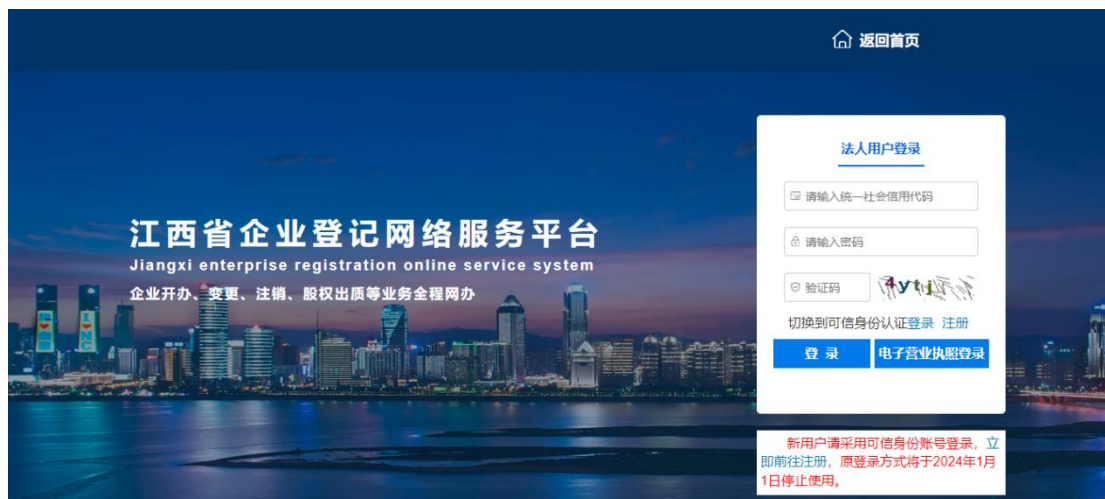 返回首页
法人用户登录
请输入统一社会信用代码
请输入密码
验证码
切换到可信身份认证登录 注册
登 录
电子营业执照登录
江西省企业登记网络服务平台
Jiangxi enterprise registration online service system
企业开办、变更、注销、股权出质等业务全程网办
新用户请采用可信身份账号登录，立
即前往注册，原登录方式将于2024年1月
1日停止使用。